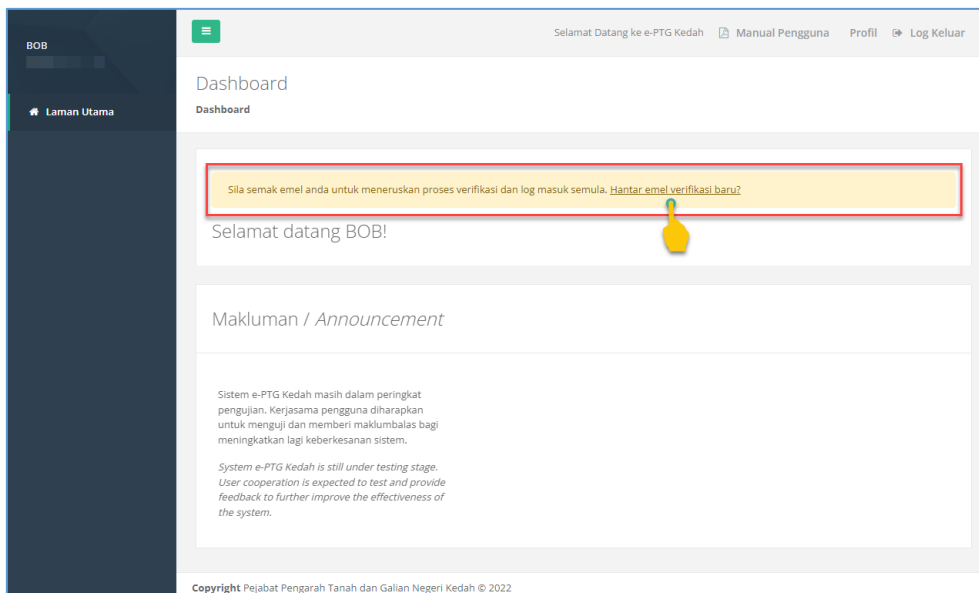 BOB
Selamat Datang ke e-PTG Kedah Manual Pengguna Profil Log Keluar
Laman Utama
Dashboard
Dashboard
Sila semak emel anda untuk meneruskan proses verifikasi dan log masuk semula. Hantar emel verifikasi baru?
Selamat datang BOB!
Makluman / Announcement
Sistem e-PTG Kedah masih dalam peringkat
pengujian. Kerjasama pengguna diharapkan
untuk menguji dan memberi maklumbalas bagi
meningkatkan lagi keberkesanan sistem.
System e-PTG Kedah is still under testing stage.
User cooperation is expected to test and provide
feedback to further improve the effectiveness of
the system.
Copyright Pejabat Pengarah Tanah dan Galian Negeri Kedah © 2022